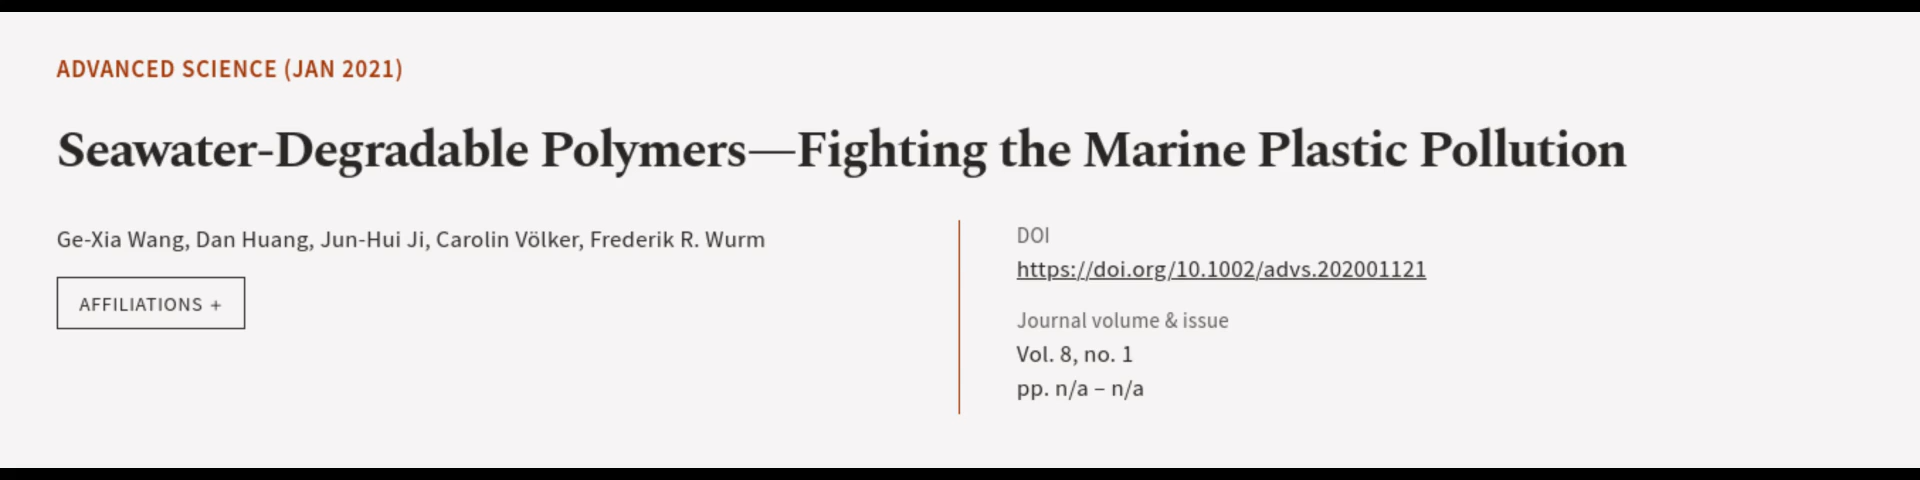 ADVANCED SCIENCE (JAN 2021)
Seawater-Degradable Polymers—Fighting the Marine Plastic Pollution
Ge-Xia Wang, Dan Huang, Jun-Hui Ji, Carolin Völker, Frederik R. Wurm
AFFILIATIONS +
DOI
https://doi.org/10.1002/advs.202001121
Journal volume & issue
Vol. 8, no. 1
pp. n/a – n/a